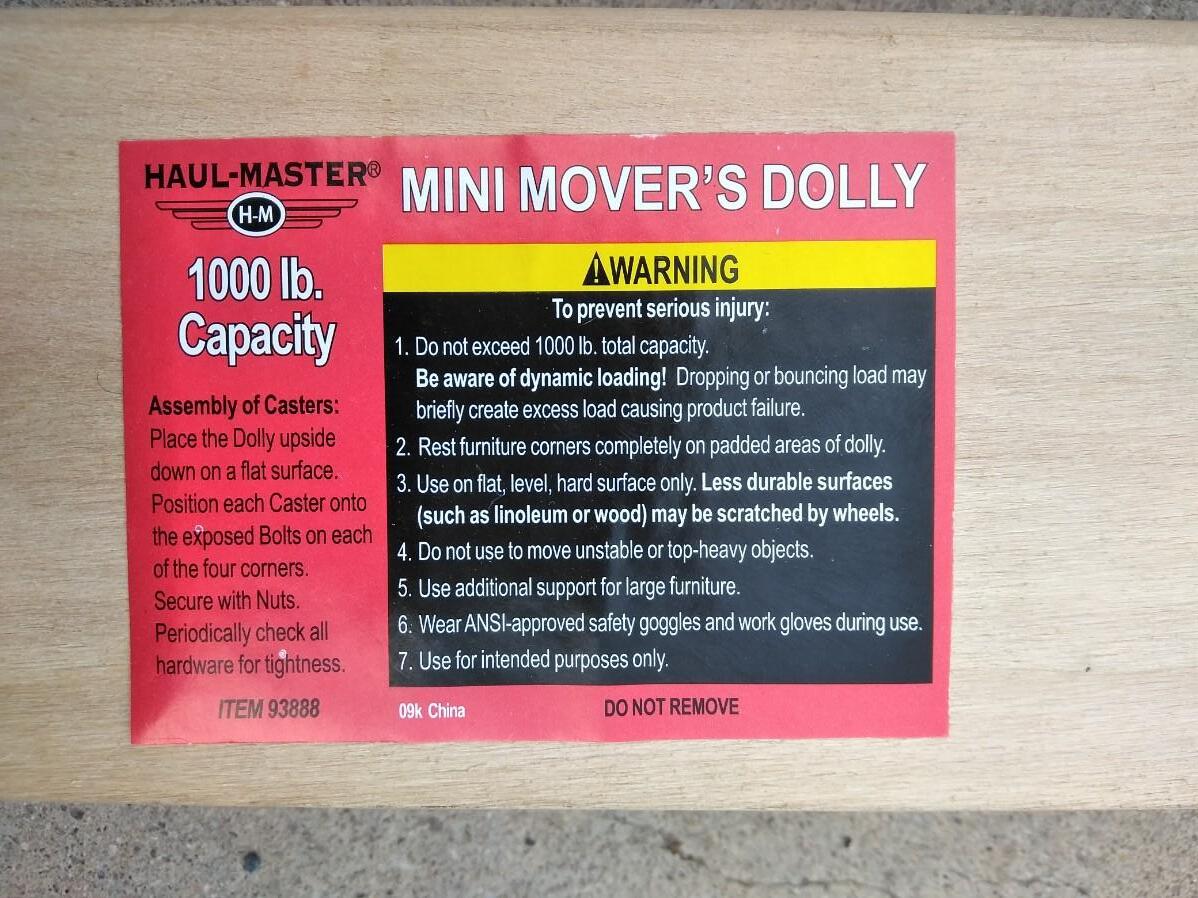 HAUL-MASTER®
H-M
1000 lb.
Capacity
Assembly of Casters:
Place the Dolly upside
down on a flat surface.
Position each Caster onto
the exposed Bolts on each
of the four corners.
Secure with Nuts.
Periodically check all
hardware for tightness.
ITEM 93888
MINI MOVER'S DOLLY
⚠WARNING
To prevent serious injury:
1. Do not exceed 1000 lb. total capacity.
Be aware of dynamic loading! Dropping or bouncing load may
briefly create excess load causing product failure.
2. Rest furniture corners completely on padded areas of dolly.
3. Use on flat, level, hard surface only. Less durable surfaces
(such as linoleum or wood) may be scratched by wheels.
4. Do not use to move unstable or top-heavy objects.
5. Use additional support for large furniture.
6. Wear ANSI-approved safety goggles and work gloves during use.
7. Use for intended purposes only.
09k China
DO NOT REMOVE